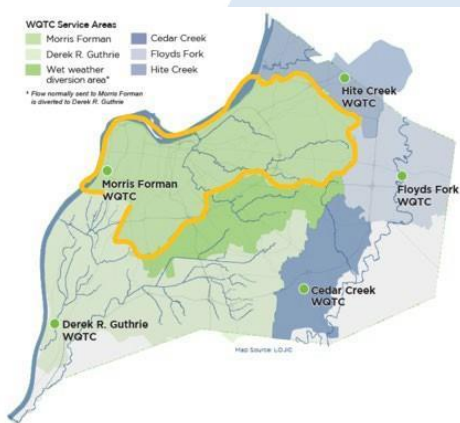 WQTC Service Areas
Morris Forman
Derek R. Guthrie
Wet weather
diversion area*
Cedar Creek
Floyds Fork
Hite Creek
* Flow normally sent to Morris Forman
is diverted to Derek R. Guthrie
Hite Creek
WQTC
Morris Forman
WQTC
Floyds Fork
WQTC
Cedar Creek
WQTC
Derek R. Guthrie
WQTC
Map Source: LOJIC